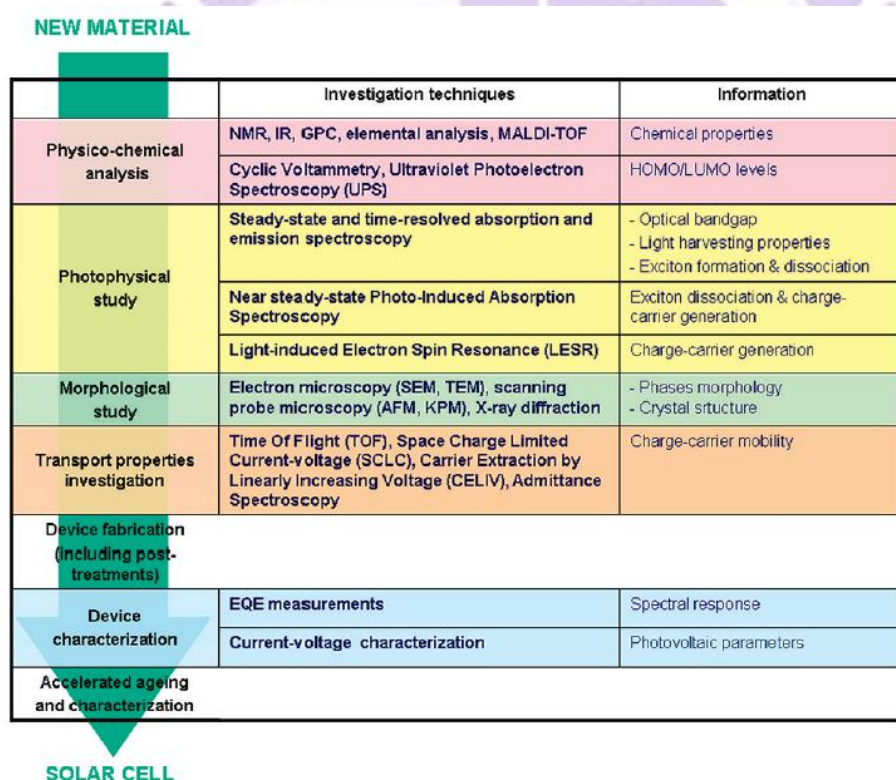 NEW MATERIAL
Investigation techniques
Information
Physico-chemical
analysis
NMR, IR, GPC, elemental analysis, MALDI-TOF
Chemical properties
Cyclic Voltammetry, Ultraviolet Photoelectron
Spectroscopy (UPS)
HOMO/LUMO levels
Photophysical
study
Steady-state and time-resolved absorption and
emission spectroscopy
- Optical bandgap
- Light harvesting properties
- Exciton formation & dissociation
Near steady-state Photo-Induced Absorption
Spectroscopy
Exciton dissociation & charge-
carrier generation
Light-induced Electron Spin Resonance (LESR)
Charge-carrier generation
Morphological
study
Electron microscopy (SEM, TEM), scanning
probe microscopy (AFM, KPM), X-ray diffraction
- Phases morphology
- Crystal srtucture
Transport properties
investigation
Time Of Flight (TOF), Space Charge Limited
Current-voltage (SCLC), Carrier Extraction by
Linearly Increasing Voltage (CELIV), Admittance
Spectroscopy
Charge-carrier mobility
Device fabrication
(including post-
treatments)
Device
characterization
EQE measurements
Spectral response
Current-voltage characterization
Photovoltaic parameters
Accelerated ageing
and characterization
SOLAR CELL